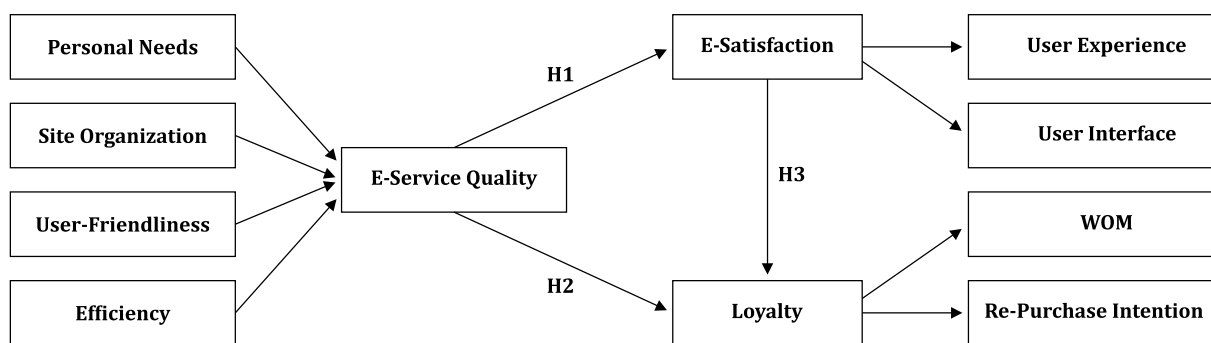 Personal Needs
Site Organization
User-Friendliness
Efficiency
E-Service Quality
H1
H2
E-Satisfaction
H3
Loyalty
User Experience
User Interface
WOM
Re-Purchase Intention